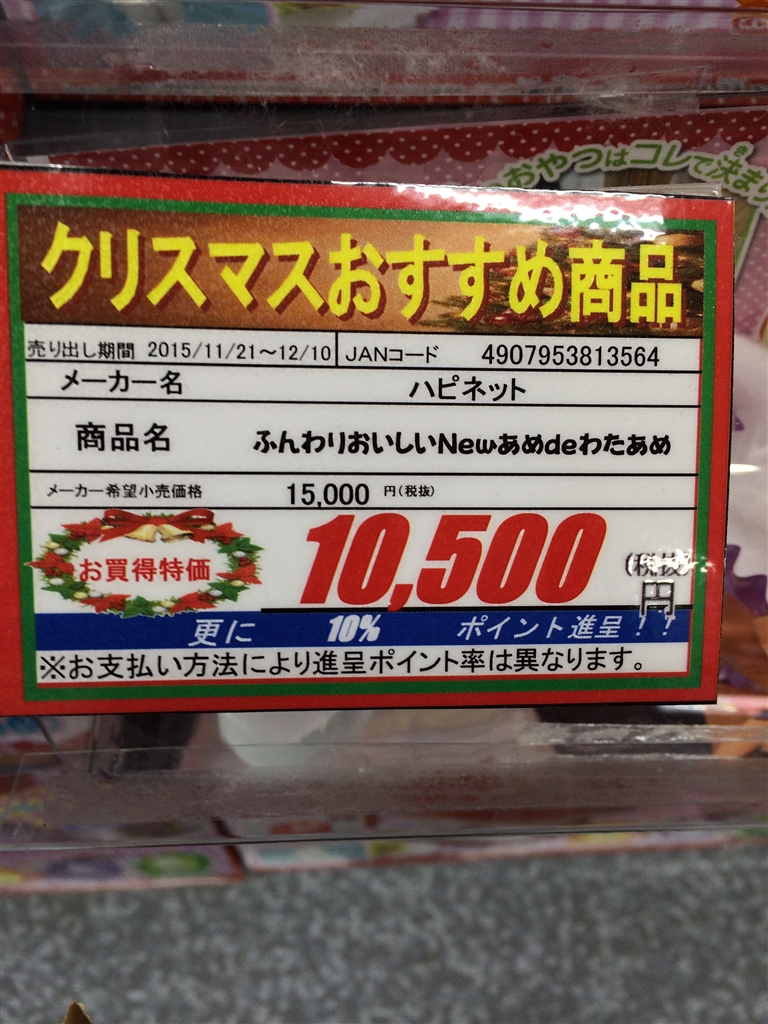 おやつはコレで決まり
クリスマスおすすめ商品
売り出し期間 2015/11/21～12/10 JANコード 4907953813564
メーカー名 ハピネット
商品名 ふんわりおいしいNewあめdeわたあめ
メーカー希望小売価格 15,000 円(税抜)
お買得特価 10,500 (税抜) 円
更に 10% ポイント進呈！！
※お支払い方法により進呈ポイント率は異なります。